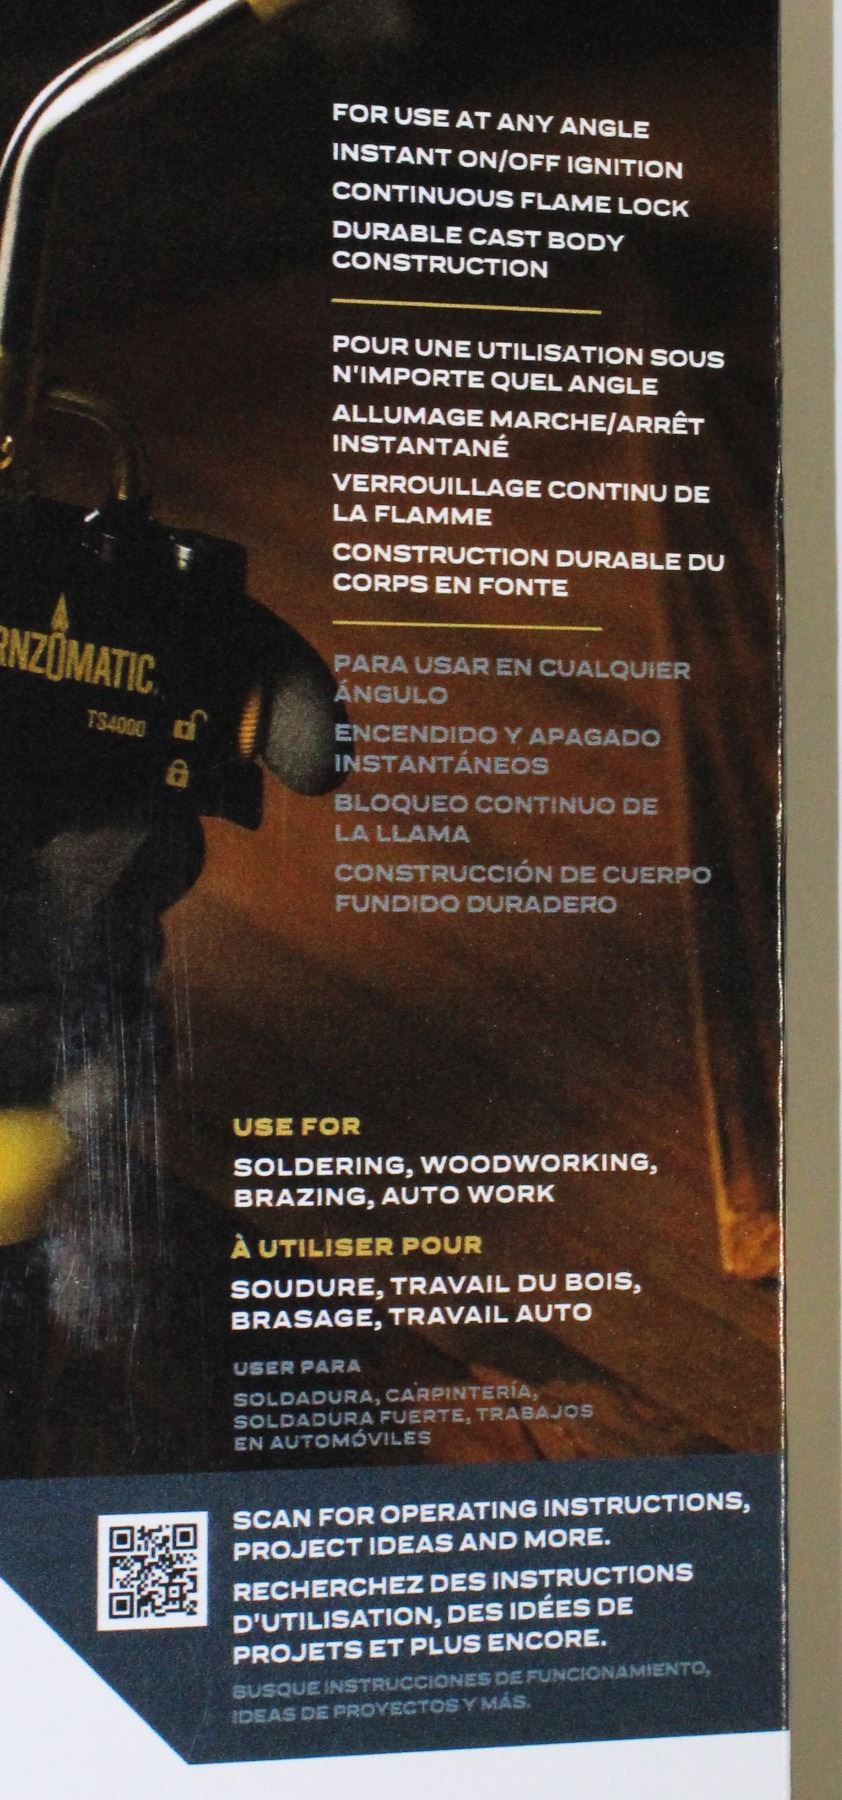 FOR USE AT ANY ANGLE
INSTANT ON/OFF IGNITION
CONTINUOUS FLAME LOCK
DURABLE CAST BODY
CONSTRUCTION
POUR UNE UTILISATION SOUS
N'IMPORTE QUEL ANGLE
ALLUMAGE MARCHE/ARRÊT
INSTANTANÉ
VERROUILLAGE CONTINU DE
LA FLAMME
CONSTRUCTION DURABLE DU
CORPS EN FONTE
PARA USAR EN CUALQUIER
ÁNGULO
ENCENDIDO Y APAGADO
INSTANTÁNEOS
BLOQUEO CONTINUO DE
LA LLAMA
CONSTRUCCIÓN DE CUERPO
FUNDIDO DURADERO
RNZOMATIC
TS4000
USE FOR
SOLDERING, WOODWORKING,
BRAZING, AUTO WORK
À UTILISER POUR
SOUDURE, TRAVAIL DU BOIS,
BRASAGE, TRAVAIL AUTO
USER PARA
SOLDADURA, CARPINTERÍA,
SOLDADURA FUERTE, TRABAJOS
EN AUTOMÓVILES
SCAN FOR OPERATING INSTRUCTIONS,
PROJECT IDEAS AND MORE.
RECHERCHEZ DES INSTRUCTIONS
D'UTILISATION, DES IDÉES DE
PROJETS ET PLUS ENCORE.
BUSQUE INSTRUCCIONES DE FUNCIONAMIENTO,
IDEAS DE PROYECTOS Y MÁS.